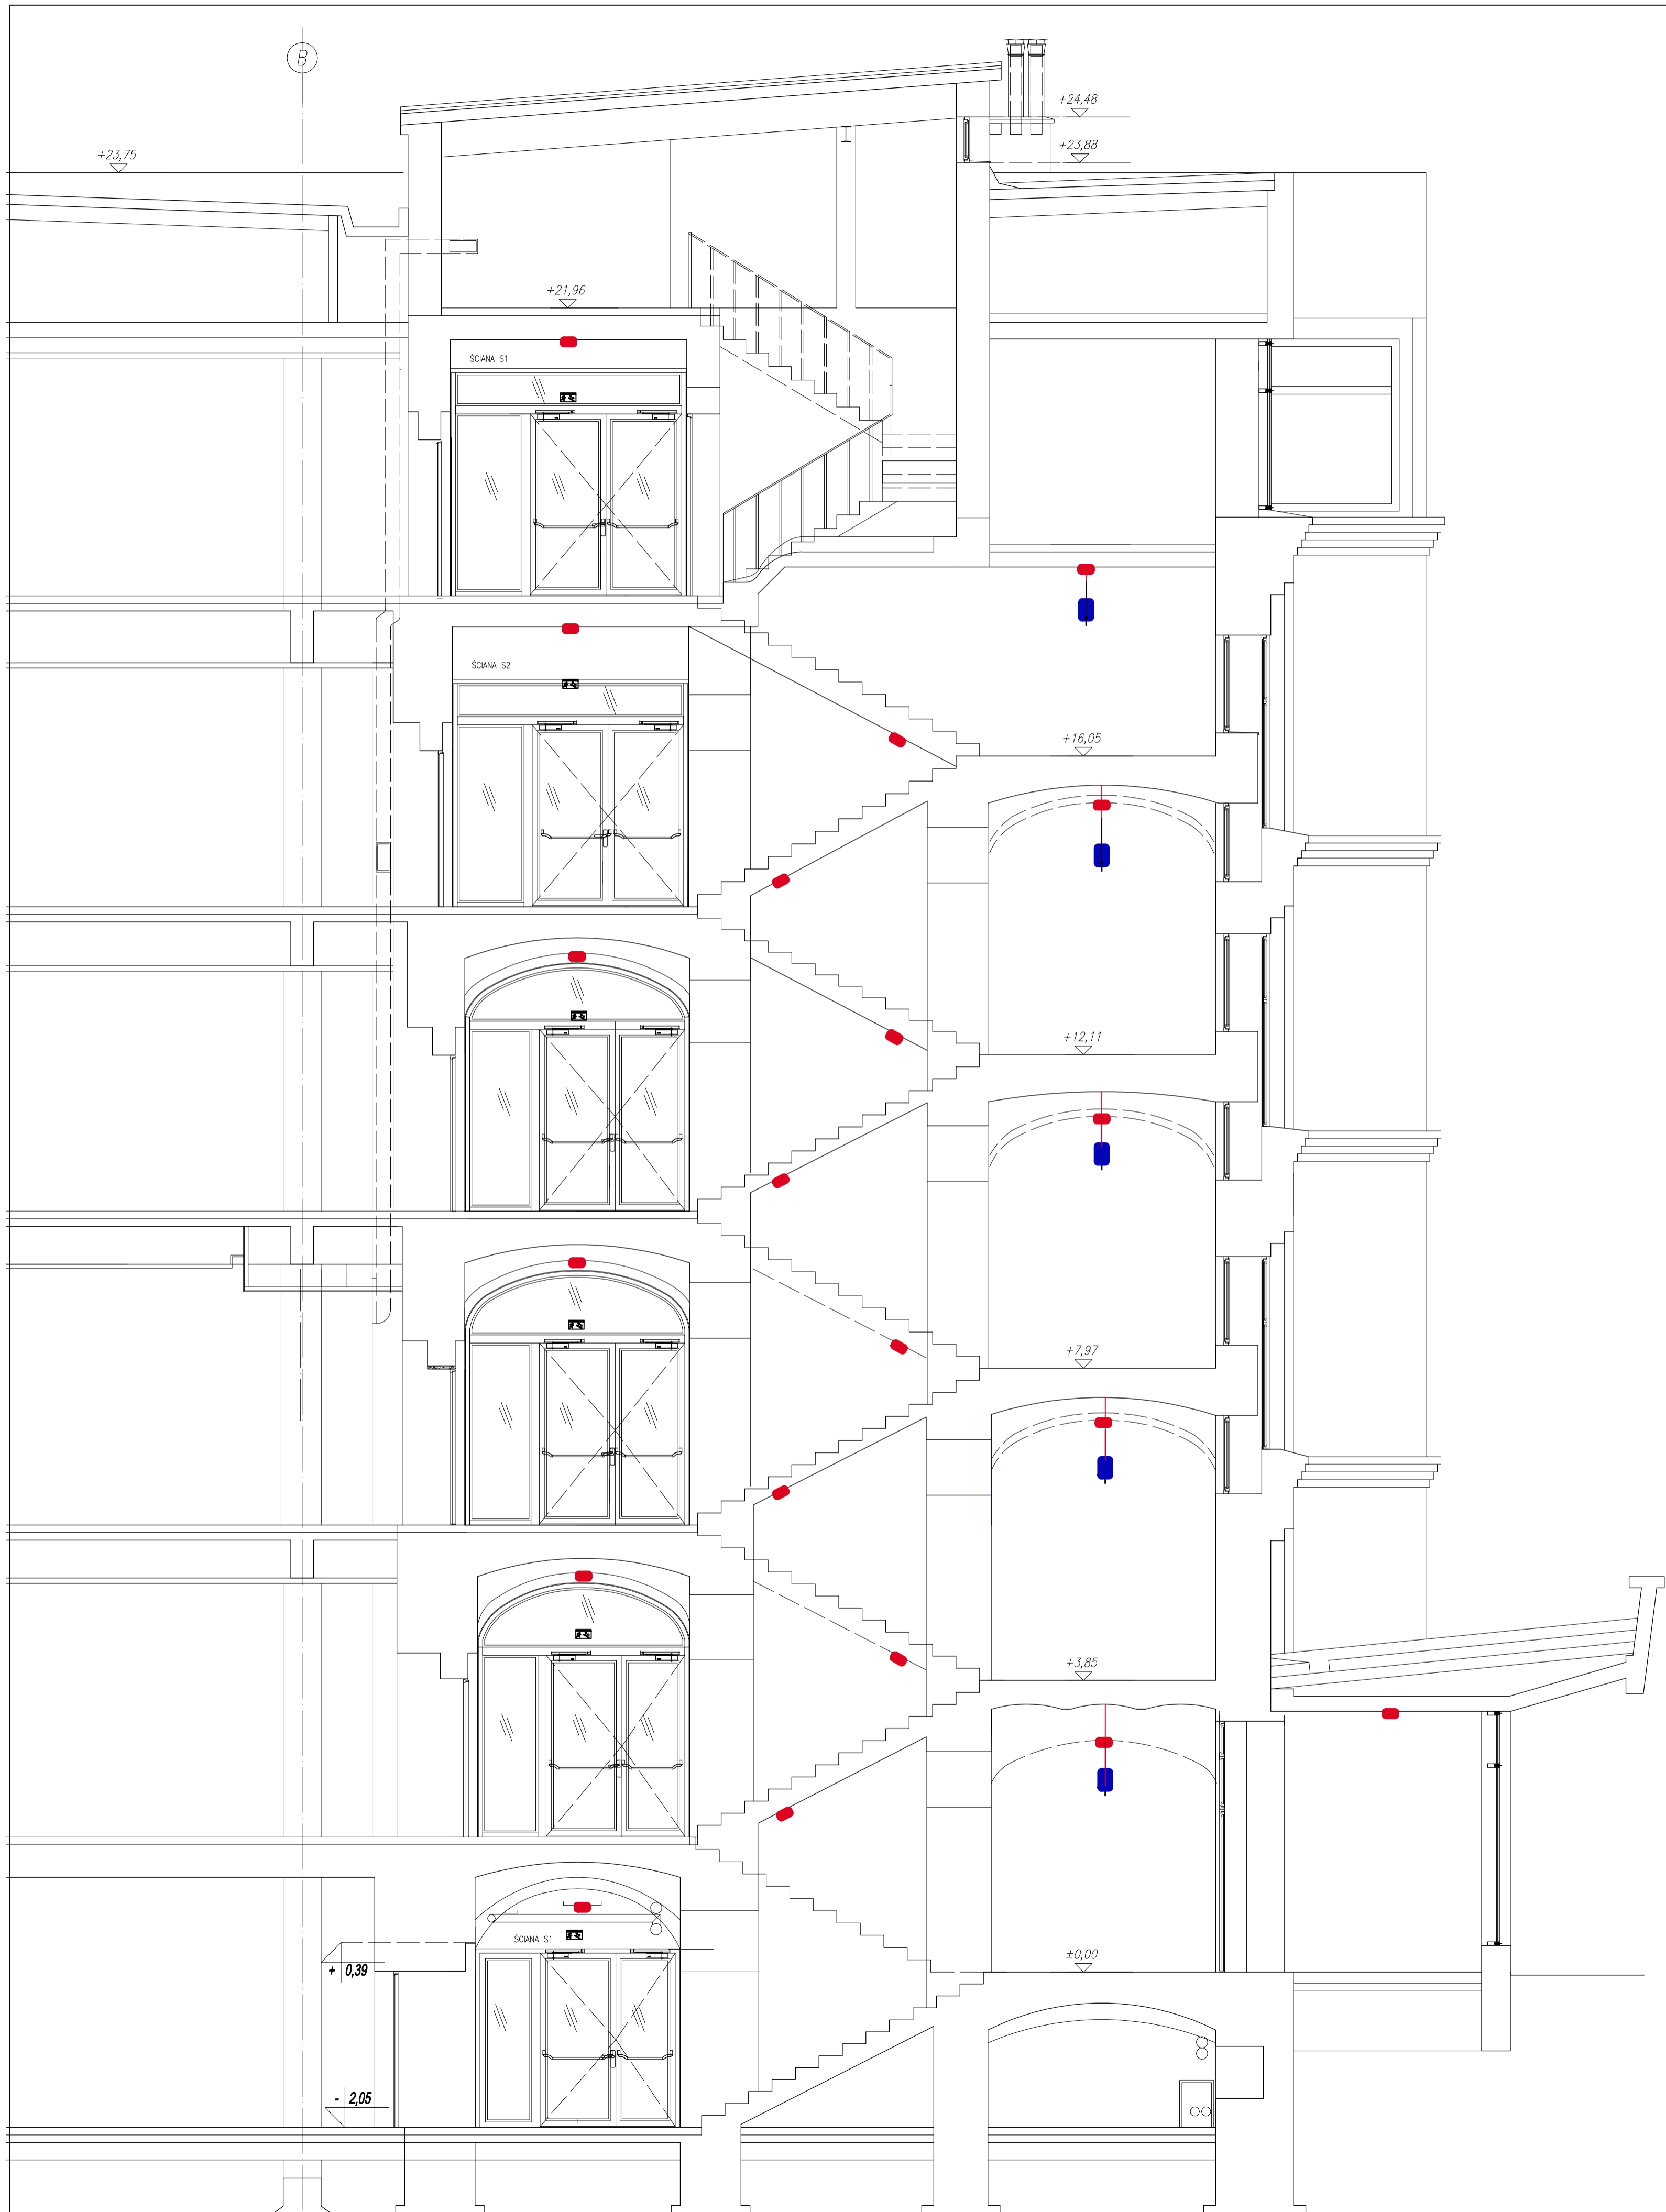 B
+24,48
+23,88
+23,75
+21,96
ŚCIANA S1
ŚCIANA S2
+16,05
+12,11
+7,97
+3,85
ŚCIANA S1
±0,00
+ 0,39
- 2,05